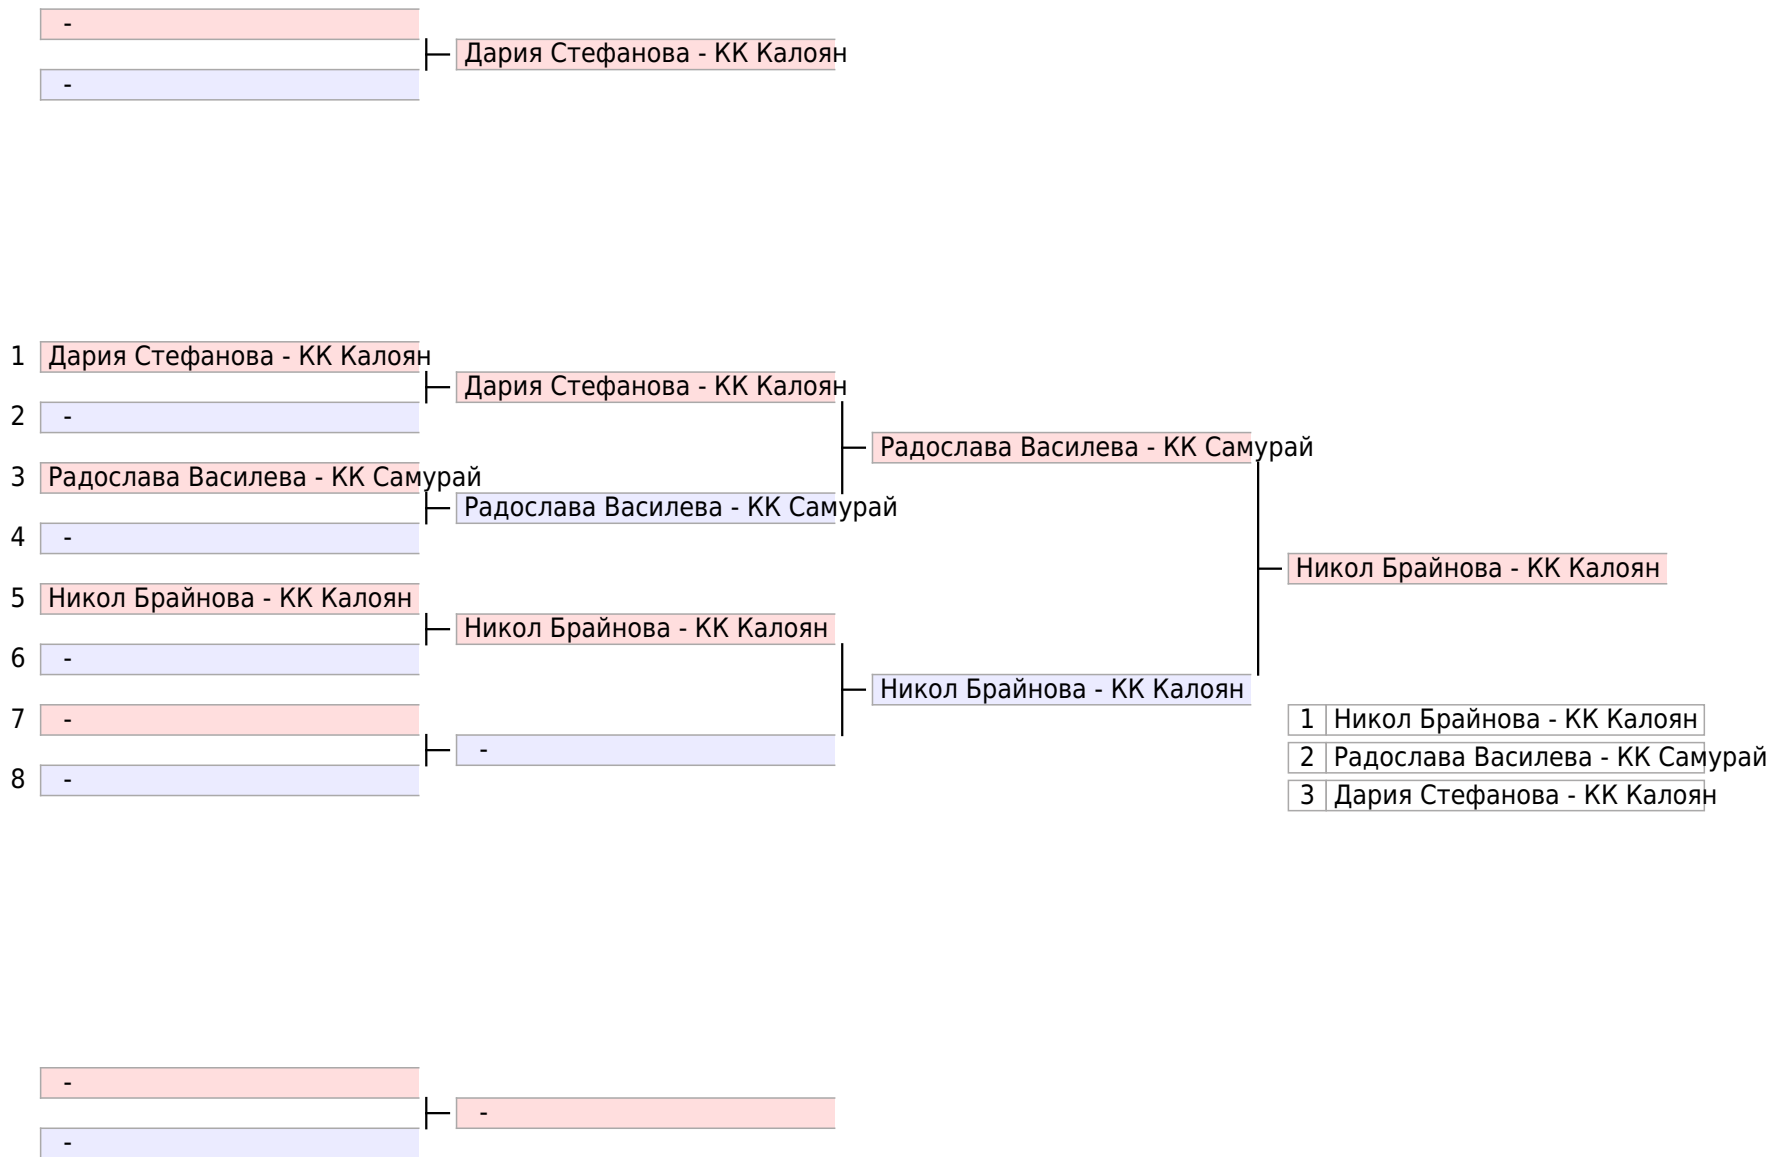 -
Дария Стефанова - КК Калоян
-
1 Дария Стефанова - КК Калоян
Дария Стефанова - КК Калоян
2 -
Радослава Василева - КК Самурай
3 Радослава Василева - КК Самурай
Радослава Василева - КК Самурай
4 -
Никол Брайнова - КК Калоян
5 Никол Брайнова - КК Калоян
Никол Брайнова - КК Калоян
6 -
Никол Брайнова - КК Калоян
7 -
1 Никол Брайнова - КК Калоян
-
2 Радослава Василева - КК Самурай
8 -
3 Дария Стефанова - КК Калоян
-
-
-